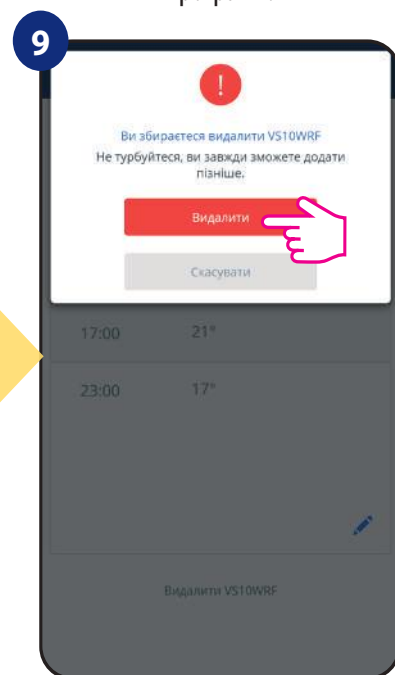 9
!
Ви збираєтеся видалити VS10WRF
Не турбуйтеся, ви завжди зможете додати
пізніше.
Видалити
Скасувати
17:00 21°
23:00 17°
Видалити VS10WRF